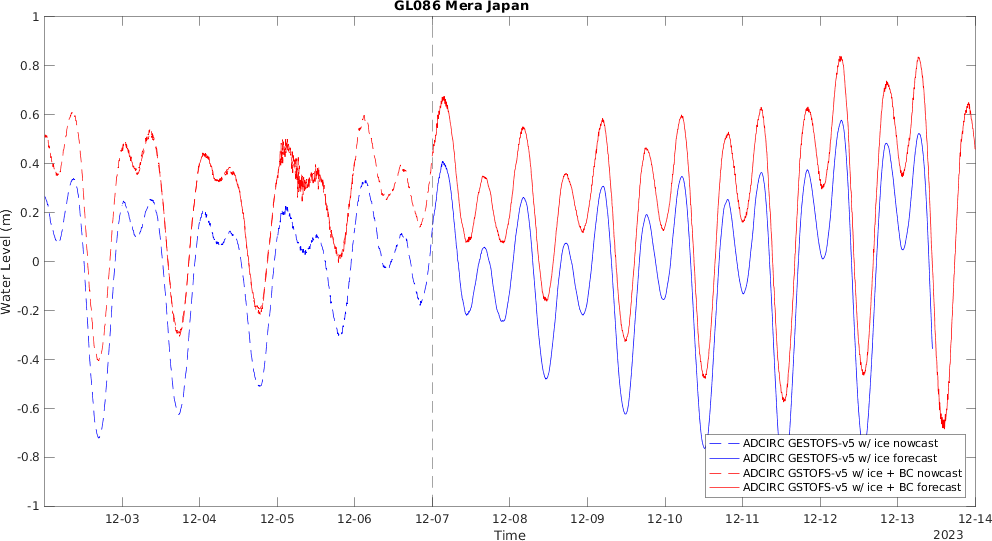 GL086 Mera Japan
Water Level (m)
1
0.8
0.6
0.4
0.2
0
-0.2
-0.4
-0.6
-0.8
-1
ADCIRC GESTOFS-v5 w/ ice nowcast
ADCIRC GESTOFS-v5 w/ ice forecast
ADCIRC GSTOFS-v5 w/ ice + BC nowcast
ADCIRC GSTOFS-v5 w/ ice + BC forecast
12-03 12-04 12-05 12-06 12-07 12-08 12-09 12-10 12-11 12-12 12-13 12-14
Time
2023